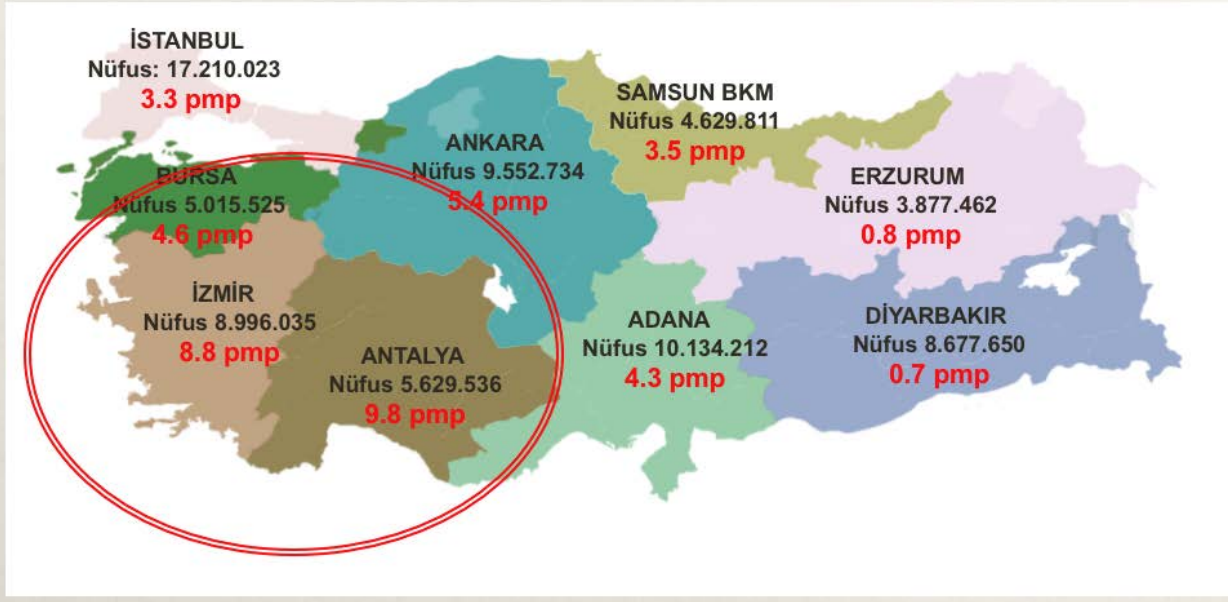 İSTANBUL
Nüfus: 17.210.023
3.3 pmp
SAMSUN BKM
Nüfus 4.629.811
3.5 pmp
ANKARA
Nüfus 9.552.734
5.4 pmp
BURSA
Nüfus 5.015.525
4.6 pmp
ERZURUM
Nüfus 3.877.462
0.8 pmp
İZMİR
Nüfus 8.996.035
8.8 pmp
ANTALYA
Nüfus 5.629.536
9.8 pmp
ADANA
Nüfus 10.134.212
4.3 pmp
DİYARBAKIR
Nüfus 8.677.650
0.7 pmp